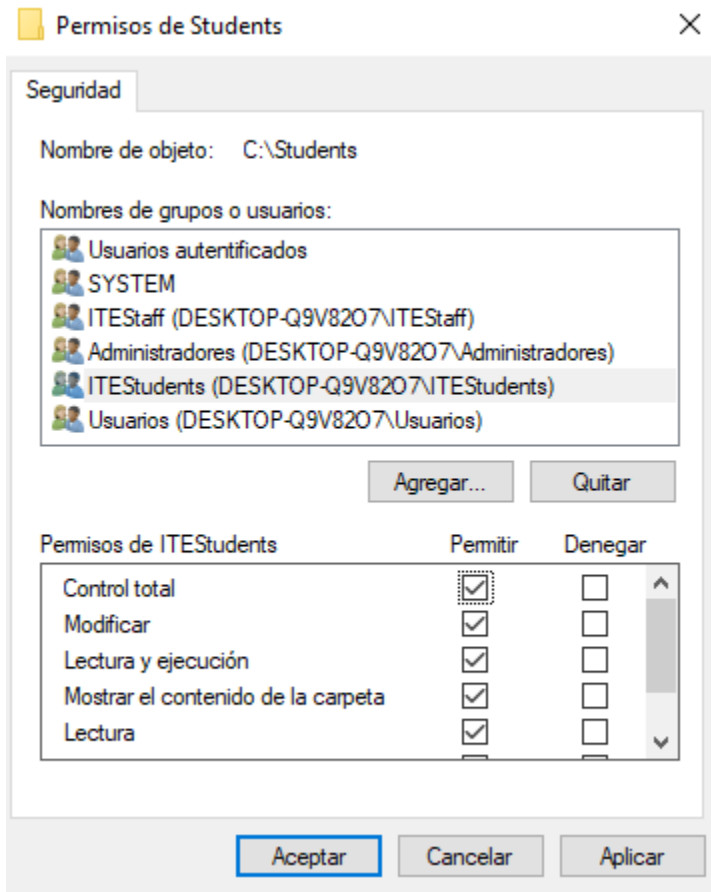 Permisos de Students
Seguridad
Nombre de objeto: C:\Students
Nombres de grupos o usuarios:
Usuarios autentificados
SYSTEM
ITEStaff (DESKTOP-Q9V82O7\ITEStaff)
Administradores (DESKTOP-Q9V82O7\Administradores)
ITEStudents (DESKTOP-Q9V82O7\ITEStudents)
Usuarios (DESKTOP-Q9V82O7\Usuarios)
Agregar... Quitar
Permisos de ITEStudents Permitir Denegar
Control total
Modificar
Lectura y ejecución
Mostrar el contenido de la carpeta
Lectura
Aceptar Cancelar Aplicar